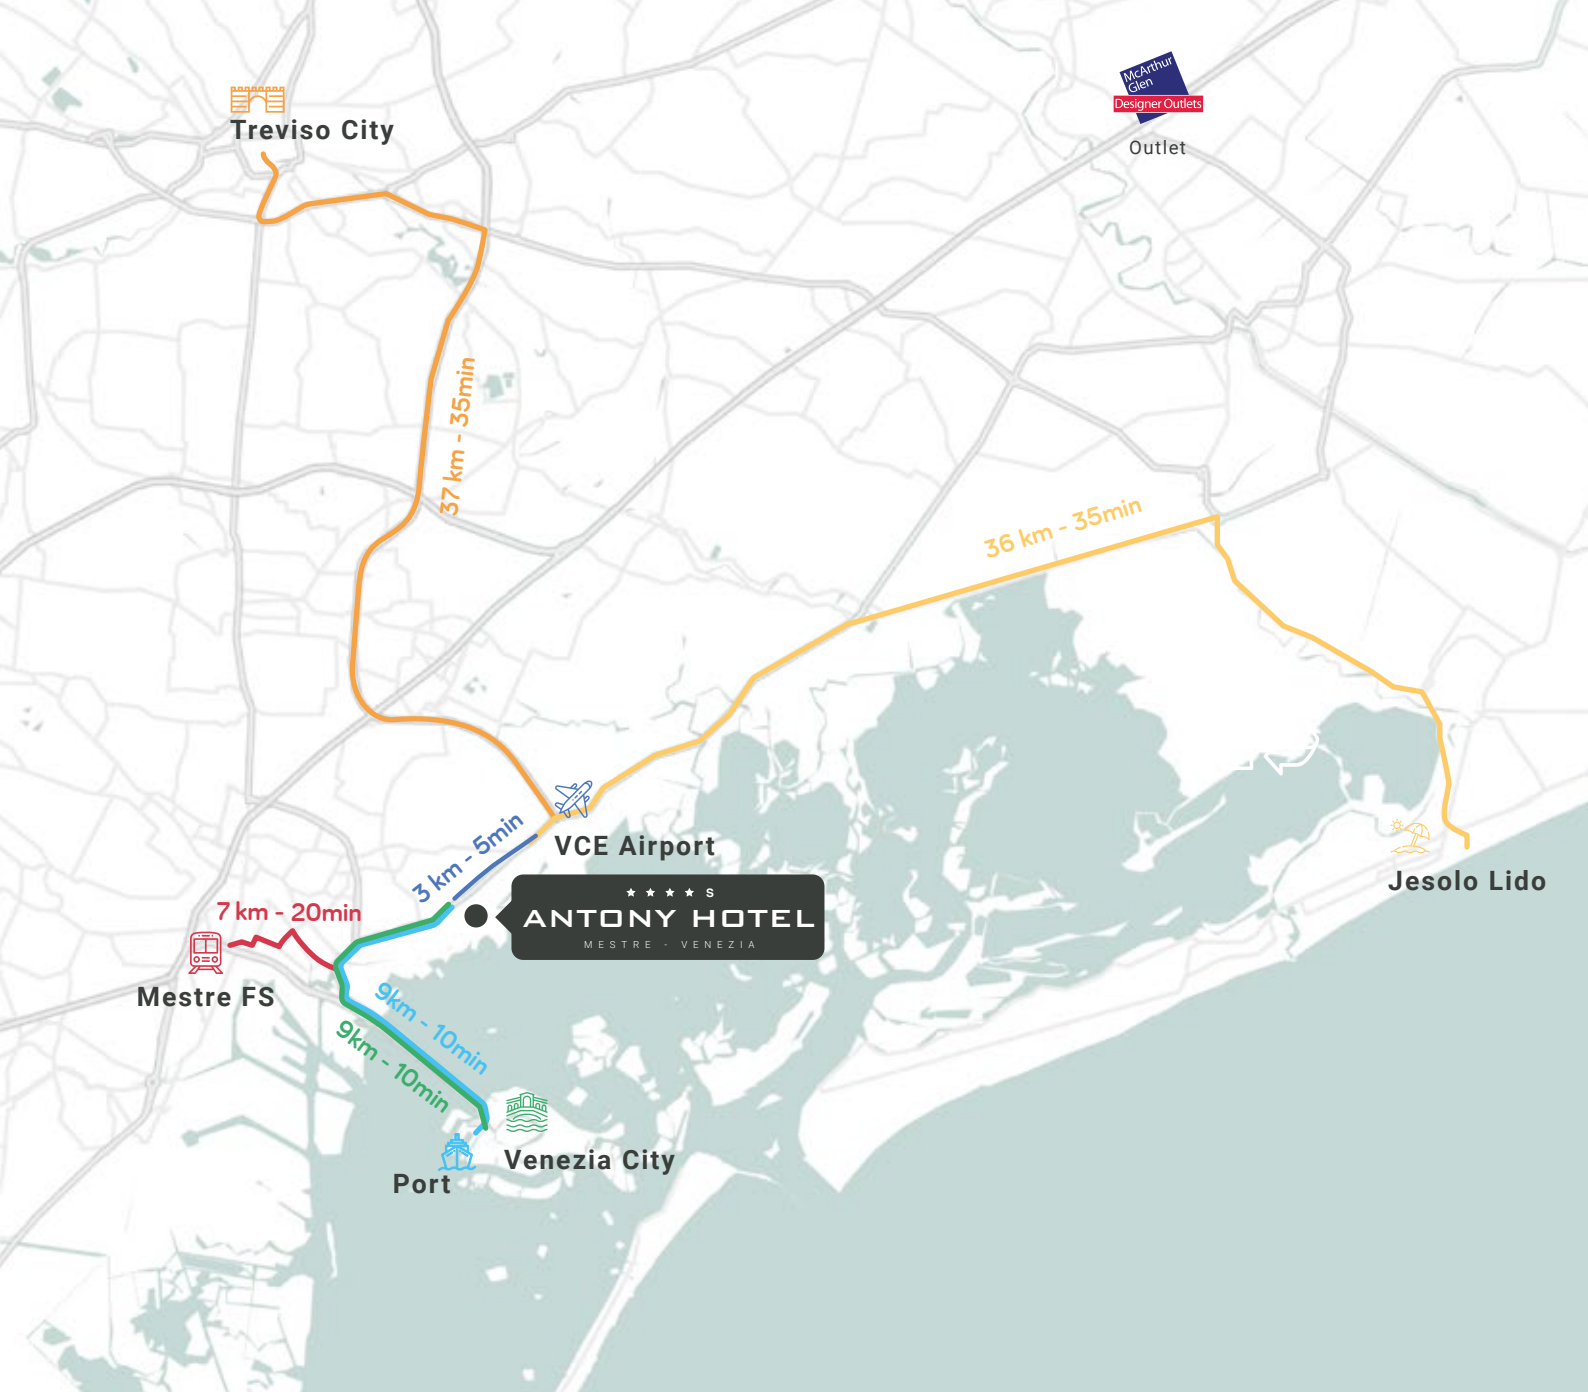 McArthur
Glen
Designer Outlets
Outlet
Treviso City
37 km - 35min
36 km - 35min
3 km - 5min
VCE Airport
S
ANTONY HOTEL
MESTRE - VENEZIA
Jesolo Lido
7 km - 20min
Mestre FS
9km - 10min
9km - 10min
Venezia City
Port